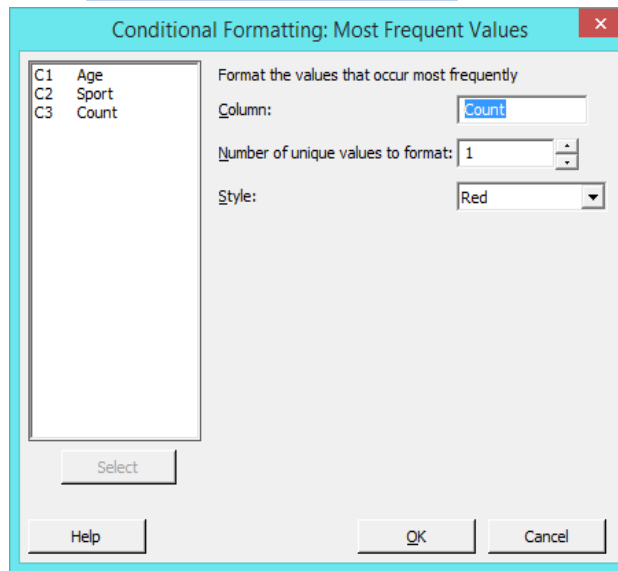 Conditional Formatting: Most Frequent Values
×
C1 Age
C2 Sport
C3 Count
Format the values that occur most frequently
Column: Count
Number of unique values to format: 1
Style: Red
Select
Help
OK
Cancel